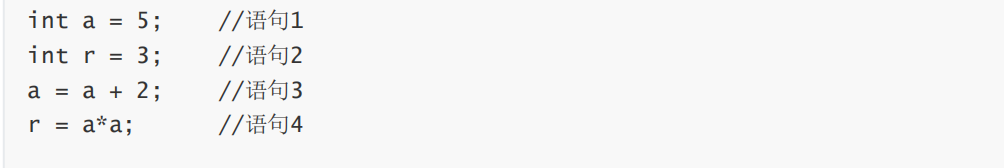 int a = 5;    //语句1
int r = 3;    //语句2
a = a + 2;    //语句3
r = a*a;      //语句4